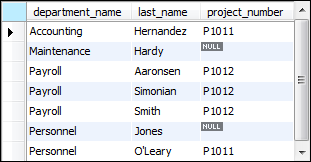 department_name last_name project_number
Accounting Hernandez P1011
Maintenance Hardy NULL
Payroll Aaronsen P1012
Payroll Simonian P1012
Payroll Smith P1012
Personnel Jones NULL
Personnel O'Leary P1011